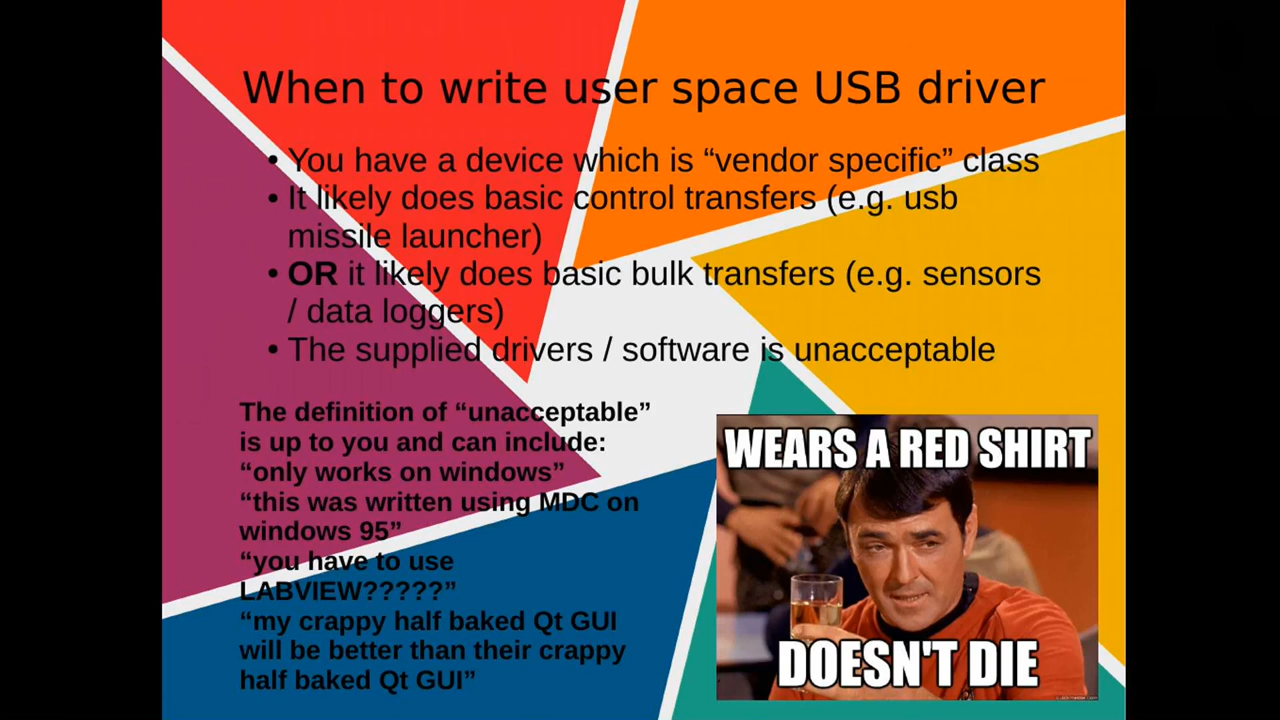 When to write user space USB driver
• You have a device which is “vendor specific” class
• It likely does basic control transfers (e.g. usb
missile launcher)
• OR it likely does basic bulk transfers (e.g. sensors
/ data loggers)
• The supplied drivers / software is unacceptable
The definition of “unacceptable”
is up to you and can include:
“only works on windows”
“this was written using MDC on
windows 95”
“you have to use
LABVIEW?????”
“my crappy half baked Qt GUI
will be better than their crappy
half baked Qt GUI”
WEARS A RED SHIRT
DOESN'T DIE